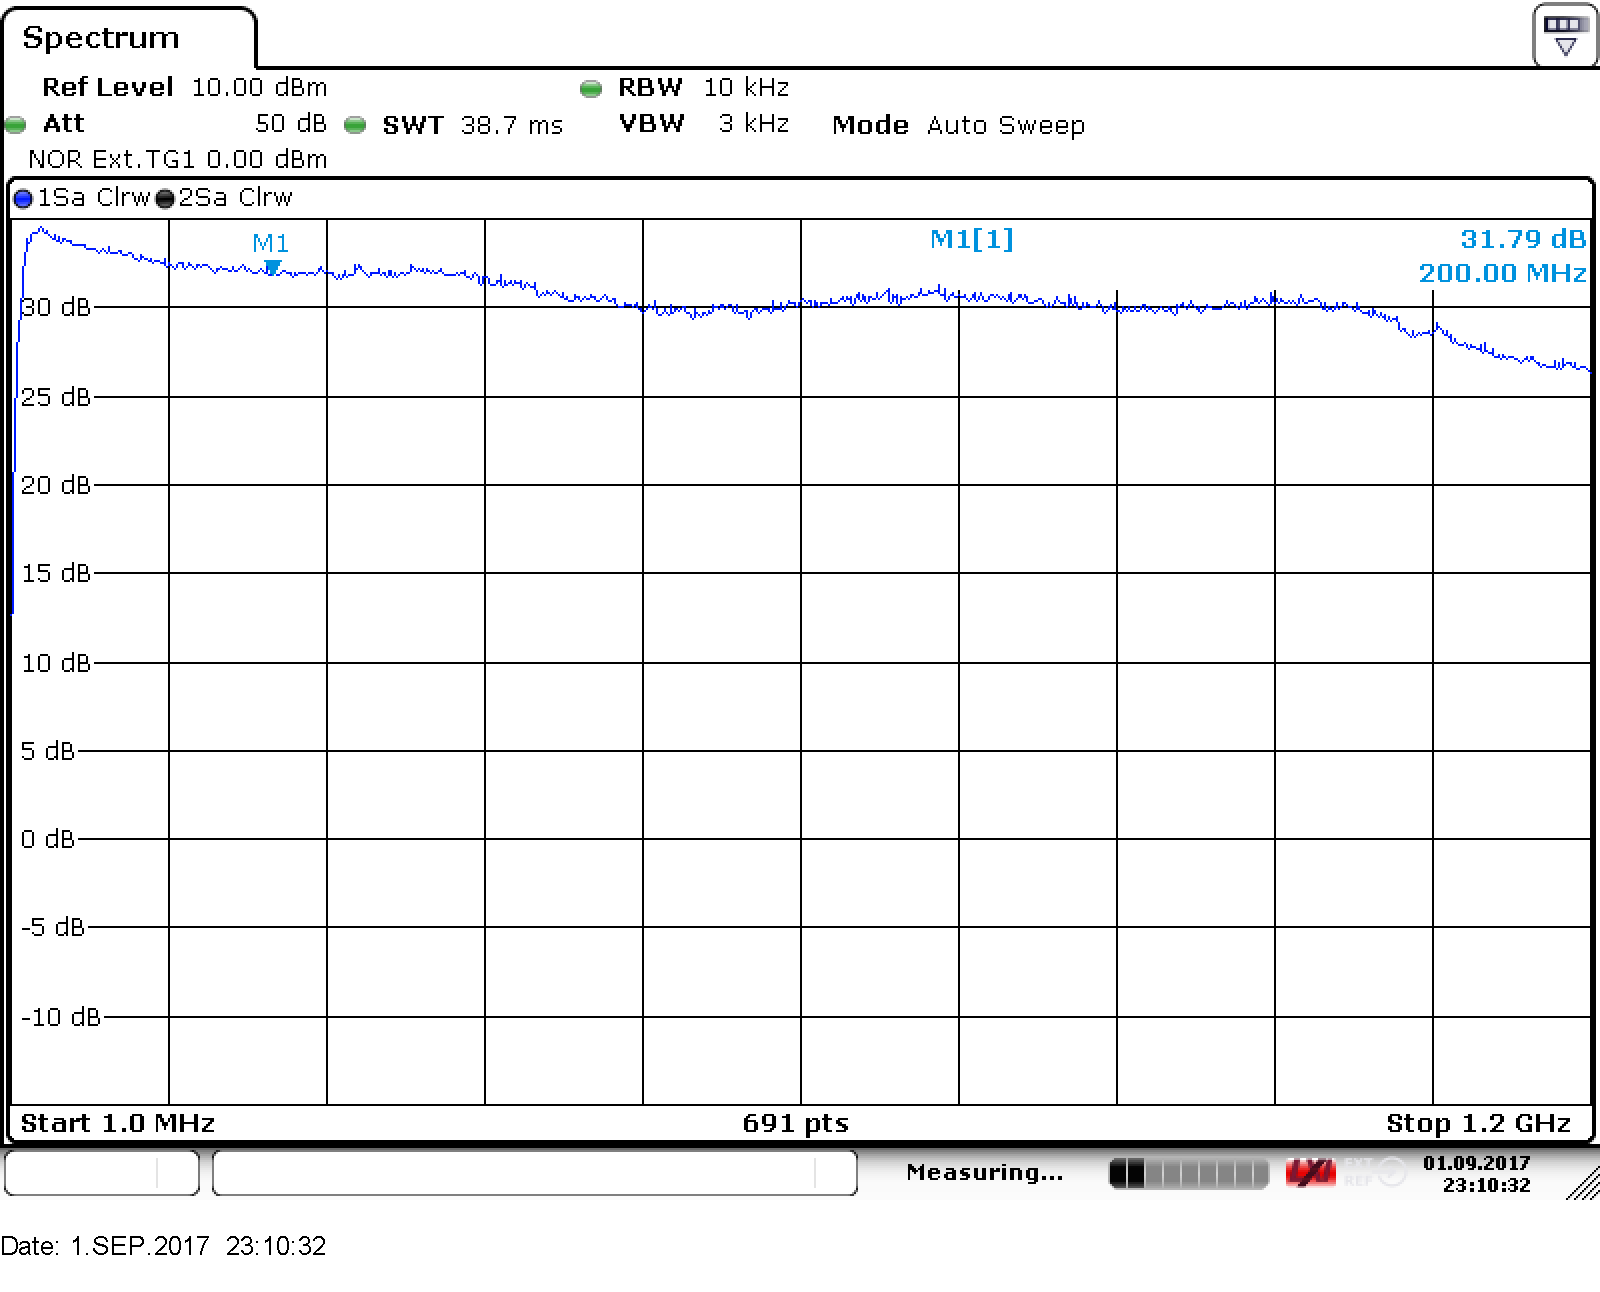 Spectrum
Ref Level 10.00 dBm RBW 10 kHz
Att 50 dB SWT 38.7 ms VBW 3 kHz Mode Auto Sweep
NOR Ext.TG1 0.00 dBm
1Sa Clrw 2Sa Clrw
M1 M1[1] 31.79 dB
200.00 MHz
30 dB
25 dB
20 dB
15 dB
10 dB
5 dB
0 dB
-5 dB
-10 dB
Start 1.0 MHz 691 pts Stop 1.2 GHz
Measuring... LXI EXT REF 01.09.2017
23:10:32
Date: 1.SEP.2017 23:10:32